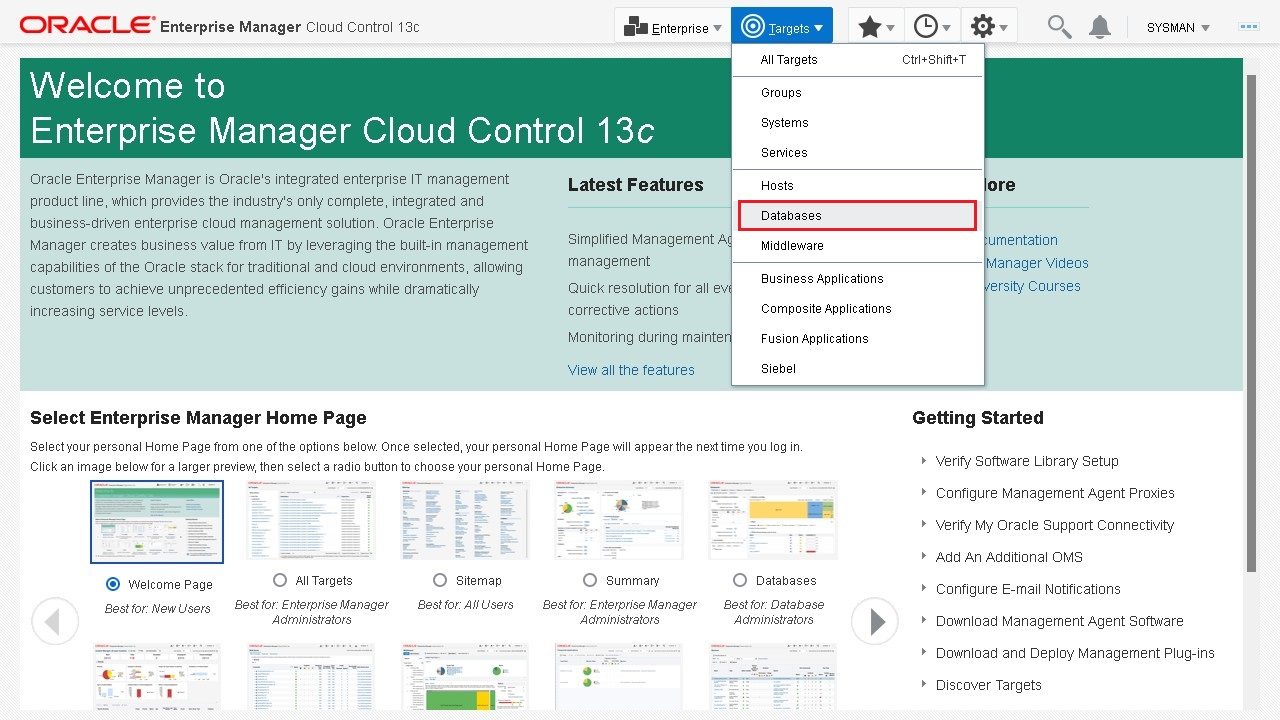 ORACLE Enterprise Manager Cloud Control 13c
Enterprise
Targets
SYSMAN
All Targets Ctrl+Shift+T
Groups
Systems
Services
Hosts
Databases
Middleware
Business Applications
Composite Applications
Fusion Applications
Siebel
Welcome to
Enterprise Manager Cloud Control 13c
Oracle Enterprise Manager is Oracle's integrated enterprise IT management
product line, which provides the industry's only complete, integrated and
business-driven enterprise cloud management solution. Oracle Enterprise
Manager creates business value from IT by leveraging the built-in management
capabilities of the Oracle stack for traditional and cloud environments, allowing
customers to achieve unprecedented efficiency gains while dramatically
increasing service levels.
Latest Features
Simplified Management Ag
management
Quick resolution for all eve
corrective actions
Monitoring during mainten
View all the features
ore
cumentation
Manager Videos
versity Courses
Select Enterprise Manager Home Page
Select your personal Home Page from one of the options below. Once selected, your personal Home Page will appear the next time you log in.
Click an image below for a larger preview, then select a radio button to choose your personal Home Page.
Welcome Page
Best for: New Users
All Targets
Best for: Enterprise Manager
Administrators
Sitemap
Best for: All Users
Summary
Best for: Enterprise Manager
Administrators
Databases
Best for: Database
Administrators
Getting Started
Verify Software Library Setup
Configure Management Agent Proxies
Verify My Oracle Support Connectivity
Add An Additional OMS
Configure E-mail Notifications
Download Management Agent Software
Download or Deploy Management Plug-ins
Discover Targets